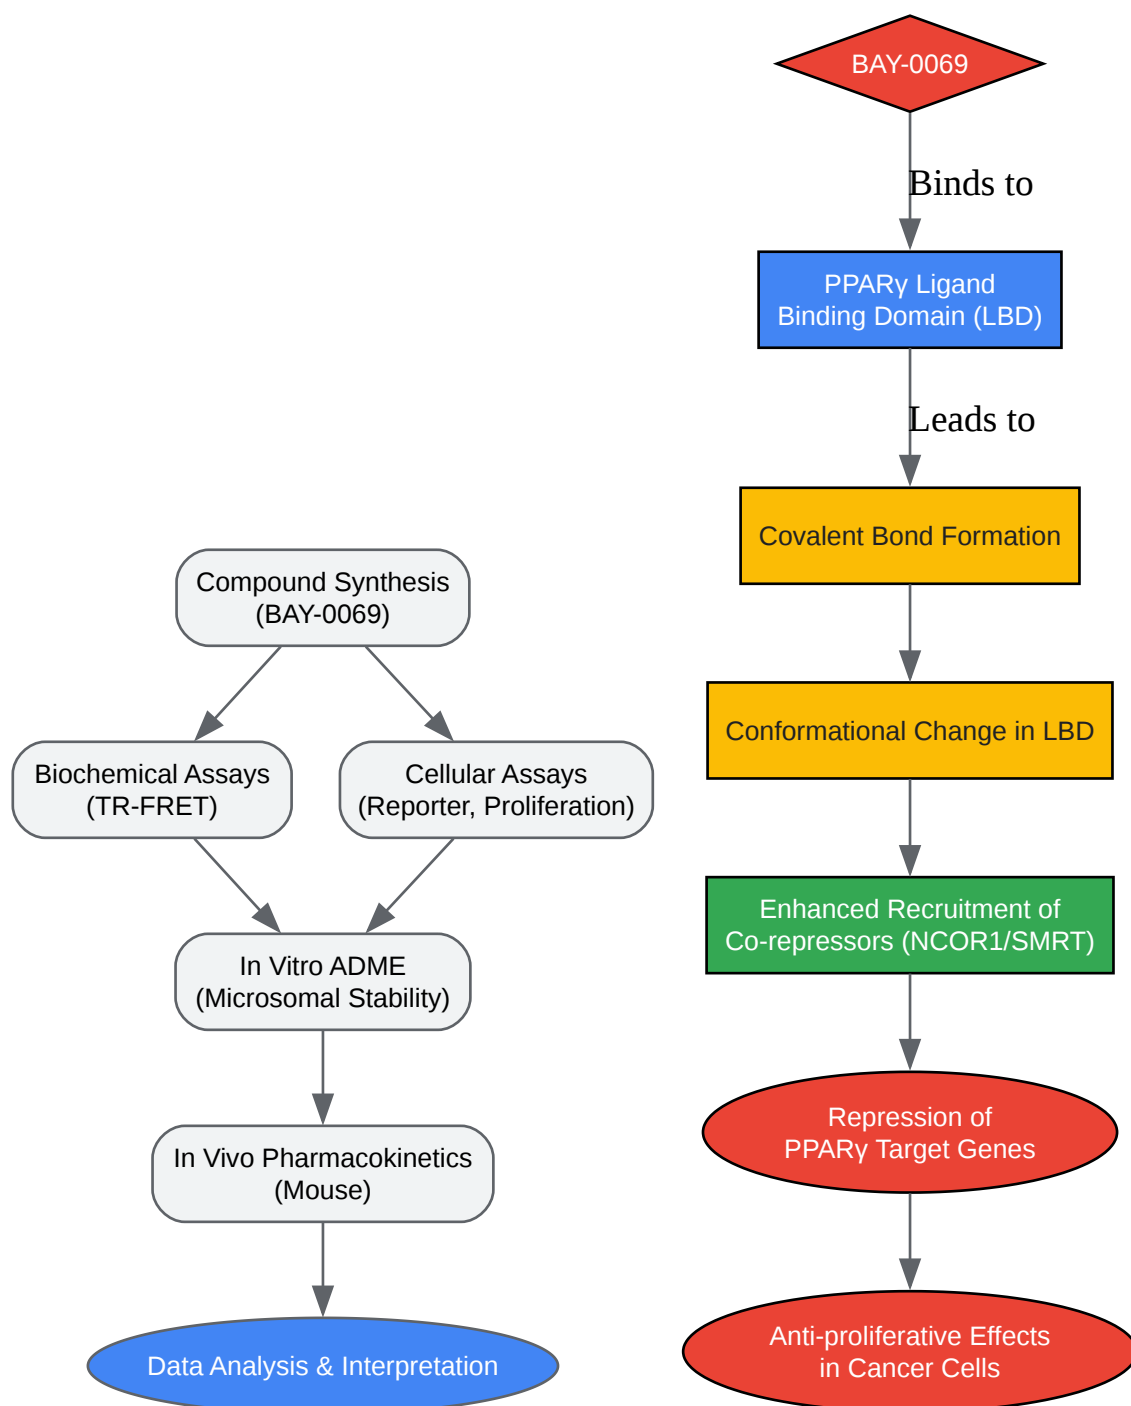 BAY-0069
Binds to
PPARγ Ligand
Binding Domain (LBD)
Leads to
Covalent Bond Formation
Conformational Change in LBD
Enhanced Recruitment of
Co-repressors (NCOR1/SMRT)
Repression of
PPARγ Target Genes
Anti-proliferative Effects
in Cancer Cells
Compound Synthesis
(BAY-0069)
Biochemical Assays
(TR-FRET)
Cellular Assays
(Reporter, Proliferation)
In Vitro ADME
(Microsomal Stability)
In Vivo Pharmacokinetics
(Mouse)
Data Analysis & Interpretation